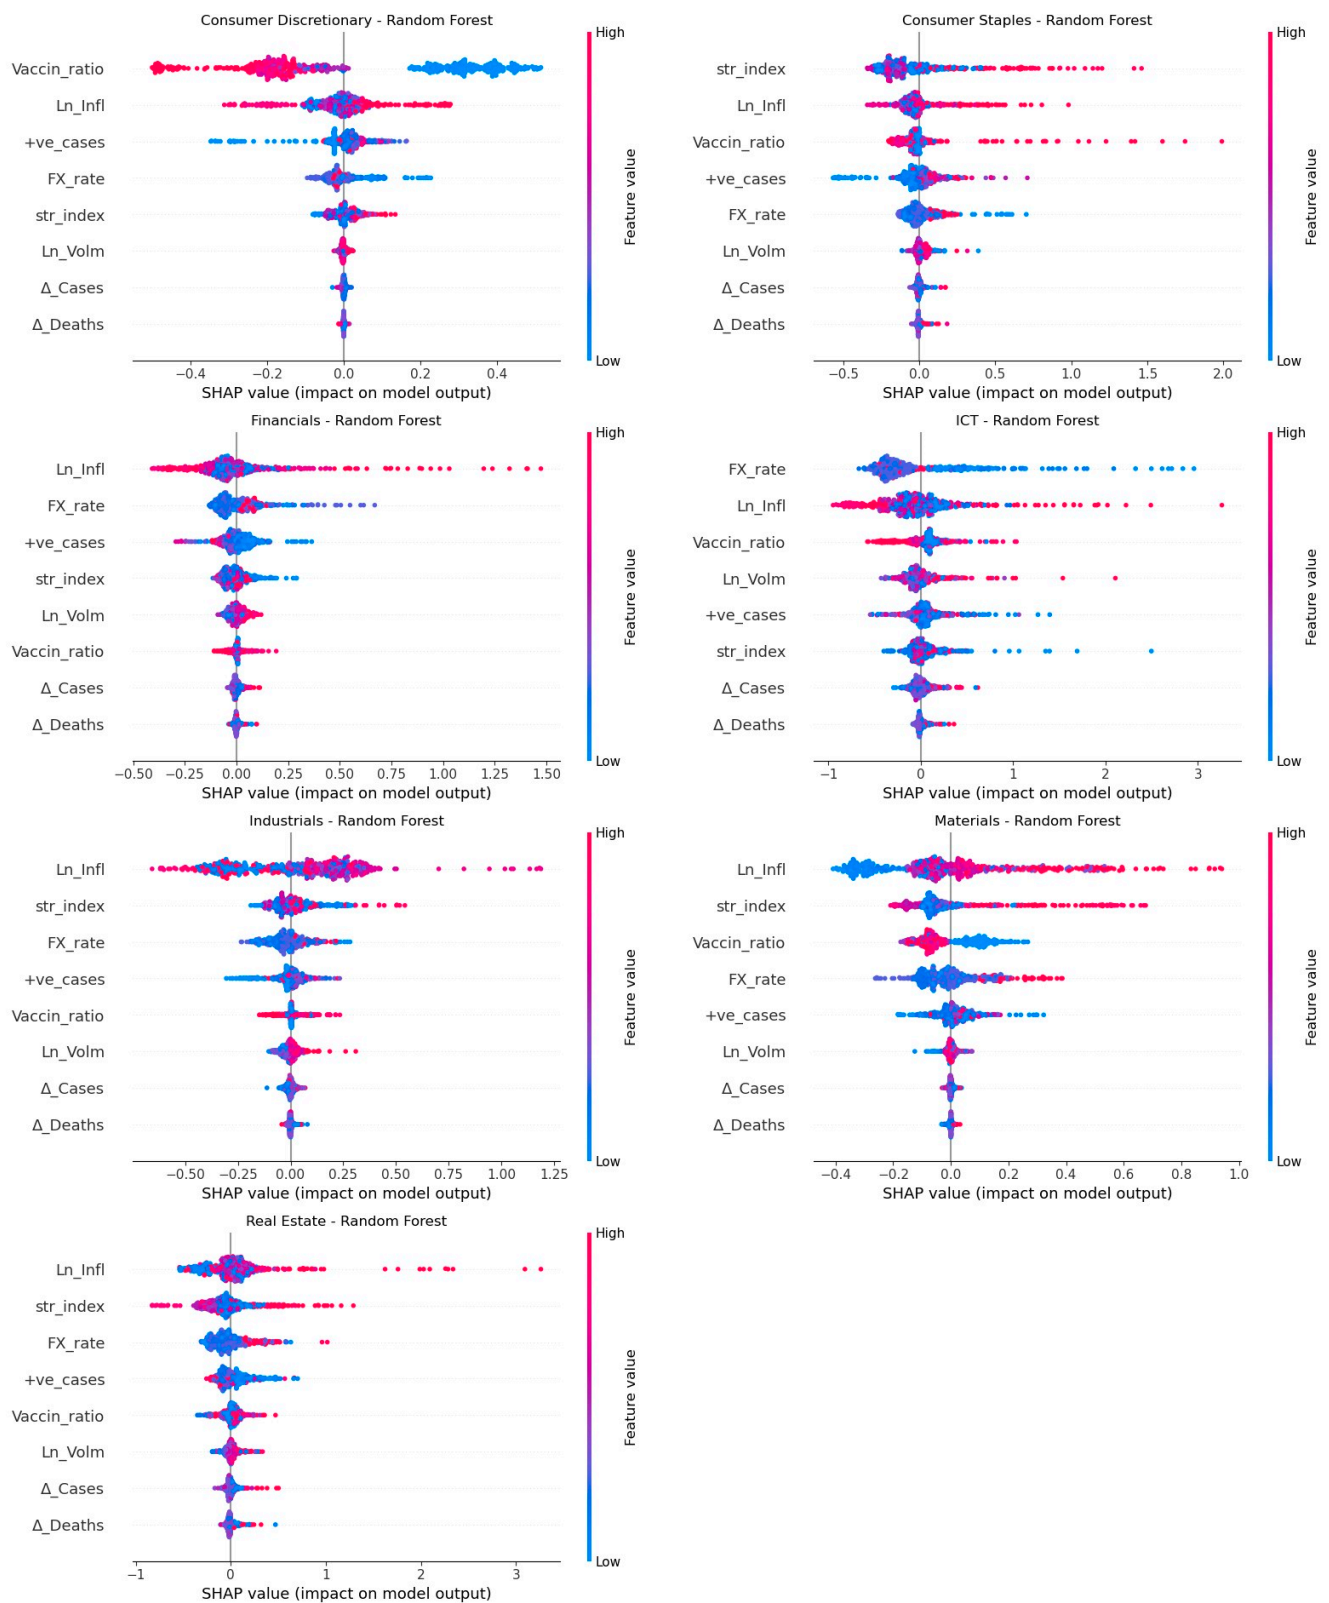 Consumer Discretionary - Random Forest
High
Vaccin_ratio
Ln_Infl
+ve_cases
FX_rate
str_index
Ln_Volm
Δ_Cases
Δ_Deaths
Feature value
Low
−0.4 −0.2 0.0 0.2 0.4
SHAP value (impact on model output)
Consumer Staples - Random Forest
High
str_index
Ln_Infl
Vaccin_ratio
+ve_cases
FX_rate
Ln_Volm
Δ_Cases
Δ_Deaths
Feature value
Low
−0.5 0.0 0.5 1.0 1.5 2.0
SHAP value (impact on model output)
Financials - Random Forest
High
Ln_Infl
FX_rate
+ve_cases
str_index
Ln_Volm
Vaccin_ratio
Δ_Cases
Δ_Deaths
Feature value
Low
−0.50 −0.25 0.00 0.25 0.50 0.75 1.00 1.25 1.50
SHAP value (impact on model output)
ICT - Random Forest
High
FX_rate
Ln_Infl
Vaccin_ratio
Ln_Volm
+ve_cases
str_index
Δ_Cases
Δ_Deaths
Feature value
Low
−1 0 1 2 3
SHAP value (impact on model output)
Industrials - Random Forest
High
Ln_Infl
str_index
FX_rate
+ve_cases
Vaccin_ratio
Ln_Volm
Δ_Cases
Δ_Deaths
Feature value
Low
−0.50 −0.25 0.00 0.25 0.50 0.75 1.00 1.25
SHAP value (impact on model output)
Materials - Random Forest
High
Ln_Infl
str_index
Vaccin_ratio
FX_rate
+ve_cases
Ln_Volm
Δ_Cases
Δ_Deaths
Feature value
Low
−0.4 −0.2 0.0 0.2 0.4 0.6 0.8 1.0
SHAP value (impact on model output)
Real Estate - Random Forest
High
Ln_Infl
str_index
FX_rate
+ve_cases
Vaccin_ratio
Ln_Volm
Δ_Cases
Δ_Deaths
Feature value
Low
−1 0 1 2 3
SHAP value (impact on model output)